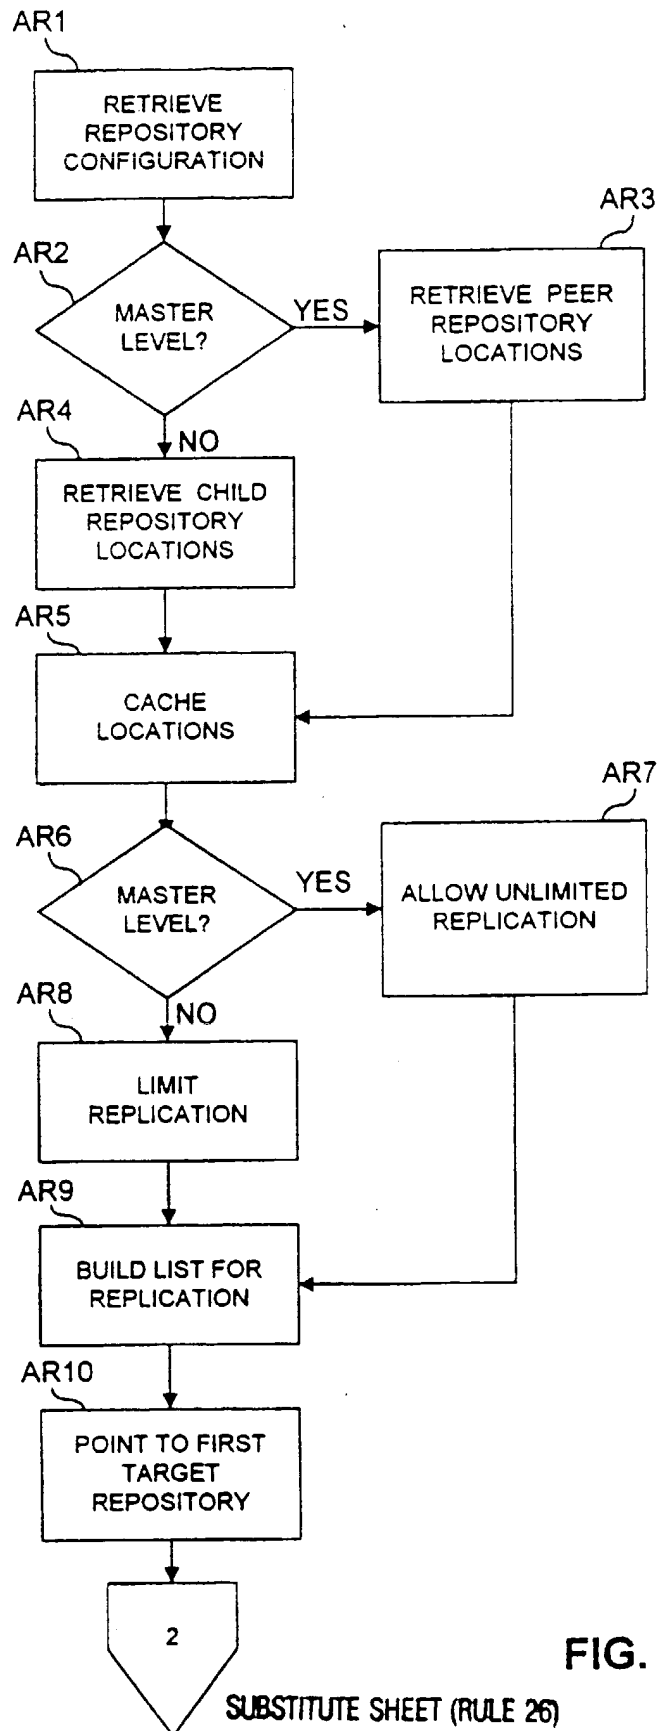 AR1
RETRIEVE
REPOSITORY
CONFIGURATION
AR2
MASTER
LEVEL?
YES
AR3
RETRIEVE PEER
REPOSITORY
LOCATIONS
AR4
NO
RETRIEVE CHILD
REPOSITORY
LOCATIONS
AR5
CACHE
LOCATIONS
AR6
MASTER
LEVEL?
YES
AR7
ALLOW UNLIMITED
REPLICATION
AR8
NO
LIMIT
REPLICATION
AR9
BUILD LIST FOR
REPLICATION
AR10
POINT TO FIRST
TARGET
REPOSITORY
2
FIG.
SUBSTITUTE SHEET (RULE 26)